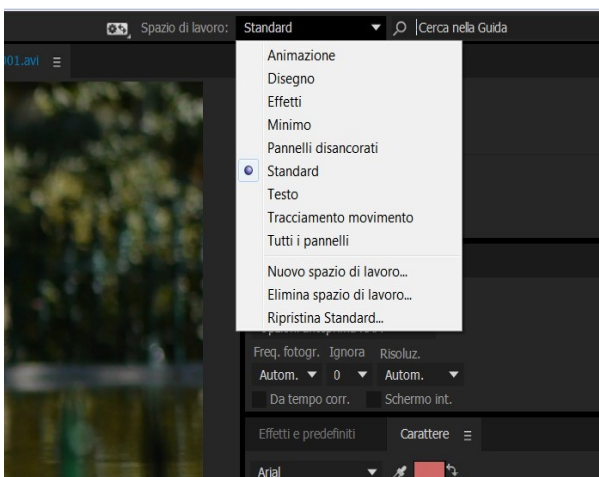 Spazio di lavoro: Standard Cerca nella Guida
001.avi
Animazione
Disegno
Effetti
Minimo
Pannelli disancorati
Standard
Testo
Tracciamento movimento
Tutti i pannelli
Nuovo spazio di lavoro...
Elimina spazio di lavoro...
Ripristina Standard...
Freq. fotogr. Ignora Risoluz.
Autom. 0 Autom.
Da tempo corr. Schermo int.
Effetti e predefiniti Carattere
Arial